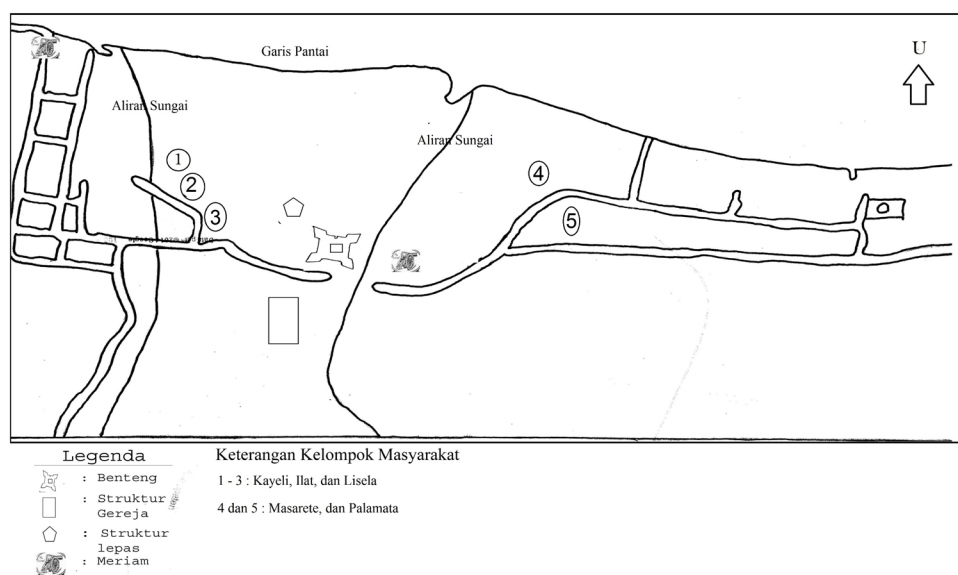 Garis Pantai
U
Aliran Sungai
Aliran Sungai
1
2
3
4
5
Legenda
: Benteng
: Struktur
Gereja
: Struktur
lepas
: Meriam
Keterangan Kelompok Masyarakat
1 - 3 : Kayeli, Ilat, dan Lisela
4 dan 5 : Masarete, dan Palamata